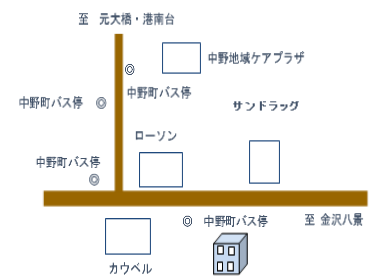 至 元大橋・港南台
中野地域ケアプラザ
中野町バス停
中野町バス停
サンドラッグ
ローソン
中野町バス停
中野町バス停
至 金沢八景
カウベル